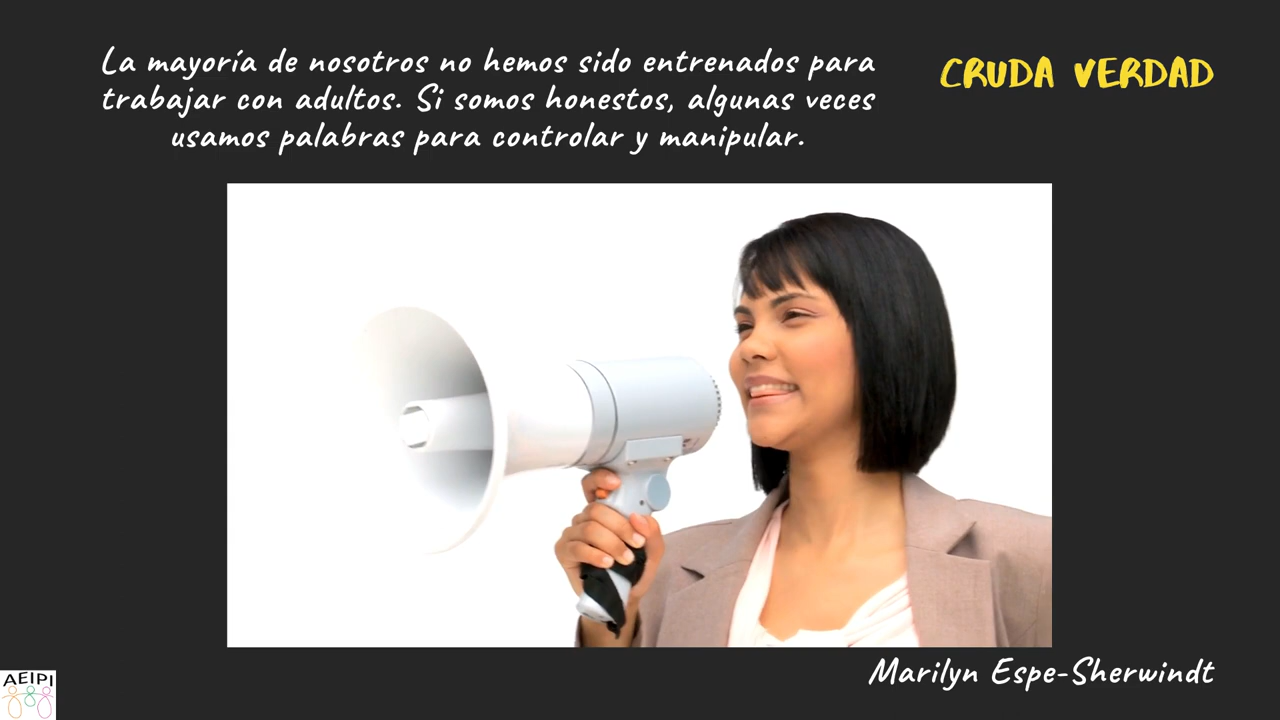 La mayoría de nosotros no hemos sido entrenados para
trabajar con adultos. Si somos honestos, algunas veces
usamos palabras para controlar y manipular.
CRUDA VERDAD
Marilyn Espe-Sherwindt
AEIPI